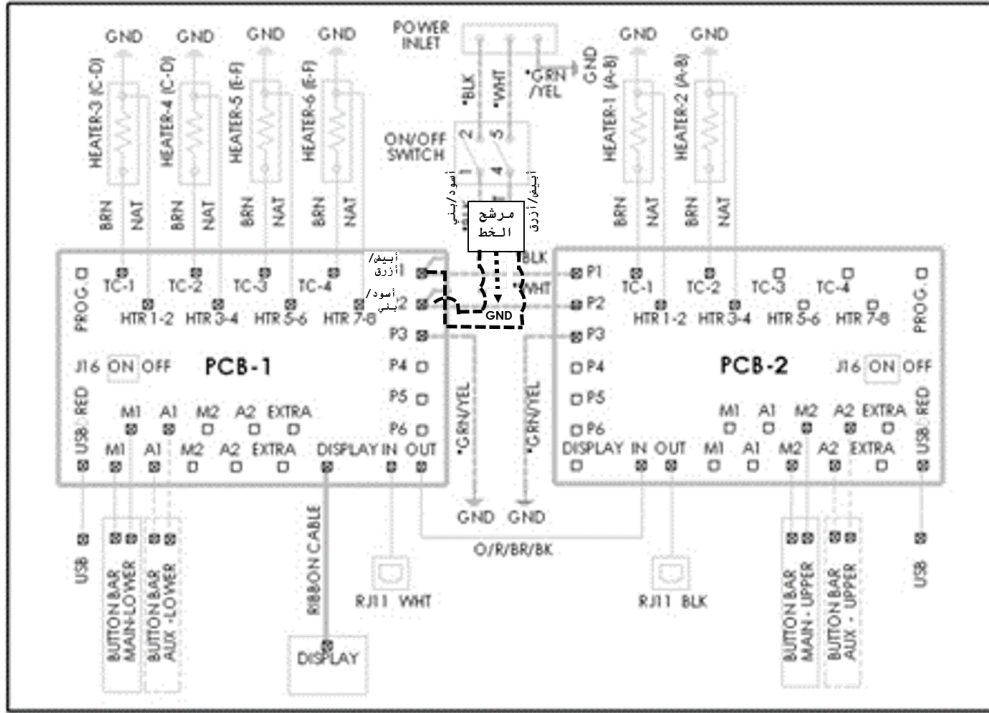 POWER
INLET
GND
GND
GND
GND
GND
GND
GND
HEATER-3 (C-D)
HEATER-4 (C-D)
HEATER-5 (E-F)
HEATER-6 (E-F)
*BLK
*WHT
*GRN
/YEL
HEATER-1 (A-B)
HEATER-2 (A-B)
ON/OFF
SWITCH
2
5
1
4
أسود/بني
أبيض/أزرق
مرشح
الخط
BRN
NAT
BRN
NAT
BRN
NAT
BRN
NAT
BRN
NAT
BRN
NAT
أبيض/
أزرق
BLK
*WHT
أسود/
بني
GND
PROG.
TC-1
TC-2
TC-3
TC-4
HTR 1-2
HTR 3-4
HTR 5-6
HTR 7-8
P3
P4
P5
P6
J16
ON
OFF
PCB-1
USB
RED
M1
A1
M2
A2
EXTRA
M1
A1
M2
A2
EXTRA
DISPLAY
IN
OUT
P1
P2
P3
P4
P5
P6
TC-1
TC-2
TC-3
TC-4
HTR 1-2
HTR 3-4
HTR 5-6
HTR 7-8
PROG.
PCB-2
J16
ON
OFF
USB
RED
M1
A1
M2
A2
EXTRA
DISPLAY
IN
OUT
M1
A1
M2
A2
EXTRA
*GRN/YEL
*GRN/YEL
GND
GND
O/R/BR/BK
USB
BUTTON BAR
MAIN-LOWER
BUTTON BAR
AUX -LOWER
RIBBON CABLE
DISPLAY
RJ11 WHT
RJ11 BLK
BUTTON BAR
MAIN - UPPER
BUTTON BAR
AUX - UPPER
USB